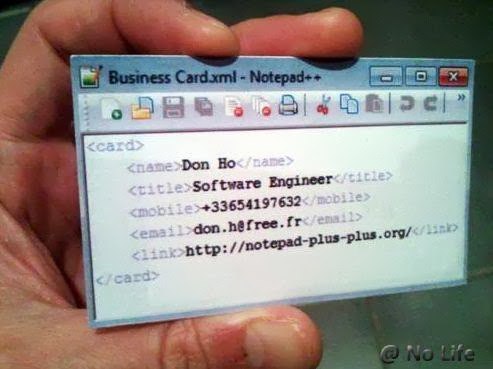 Business Card.xml - Notepad++
<card>
<name>Don Ho</name>
<title>Software Engineer</title>
<mobile>+33654197632</mobile>
<email>don.h@free.fr</email>
<link>http://notepad-plus-plus.org/</link>
</card>
@ No Life